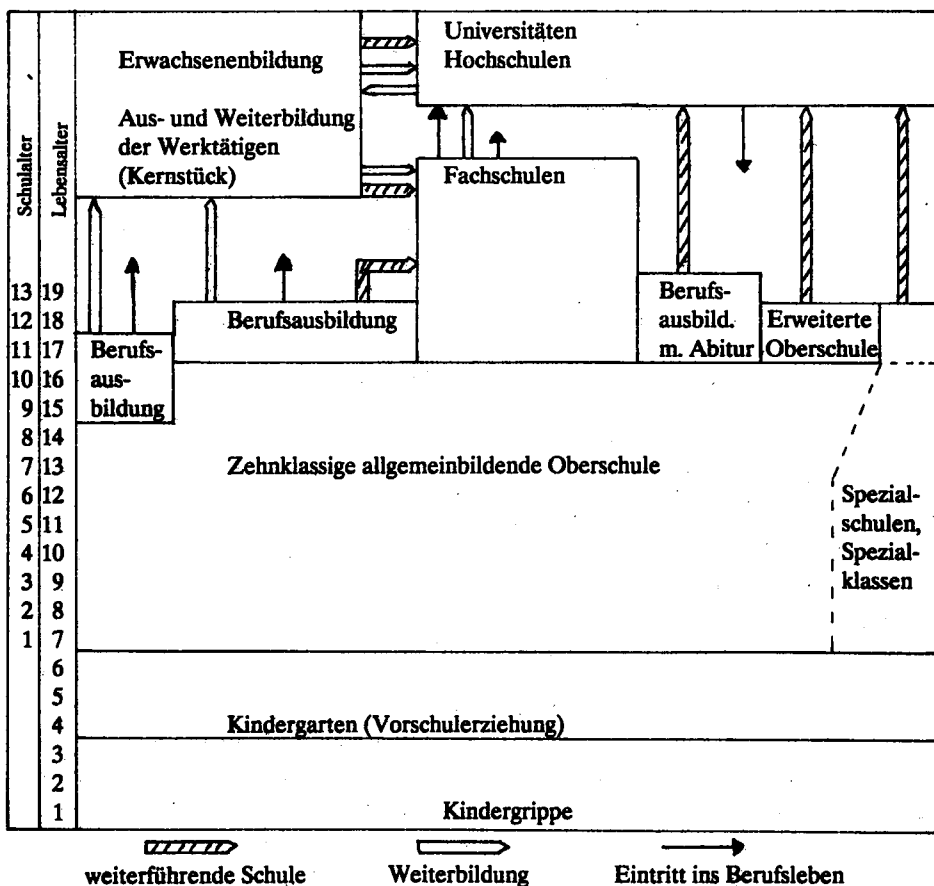 Schulalter
Lebensalter
Erwachsenenbildung
Aus- und Weiterbildung
der Werktätigen
(Kernstück)
Universitäten
Hochschulen
Fachschulen
Berufs-
ausbild.
m. Abitur
Erweiterte
Oberschule
Berufsausbildung
Berufs-
aus-
bildung
Zehnklassige allgemeinbildende Oberschule
Spezial-
schulen,
Spezial-
klassen
13 19
12 18
11 17
10 16
9 15
8 14
7 13
6 12
5 11
4 10
3 9
2 8
1 7
6
5
4
3
2
1
Kindergarten (Vorschulerziehung)
Kindergrippe
weiterführende Schule
Weiterbildung
Eintritt ins Berufsleben